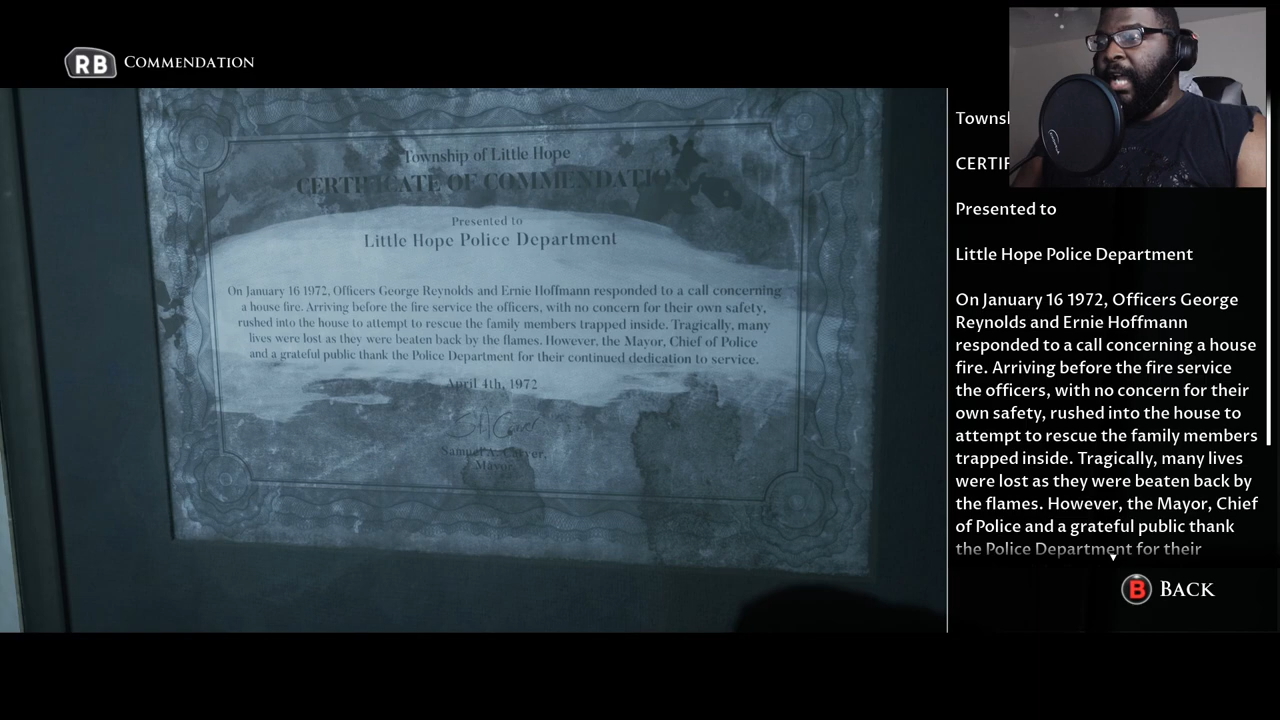 RB COMMENDATION
Township of Little Hope
CERTIFICATE OF COMMENDATIO
Presented to
Little Hope Police Department
On January 16 1972, Officers George Reynolds and Ernie Hoffmann responded to a call concerning
a house fire. Arriving before the fire service the officers, with no concern for their own safety,
rushed into the house to attempt to rescue the family members trapped inside. Tragically, many
lives were lost as they were beaten back by the flames. However, the Mayor, Chief of Police
and a grateful public thank the Police Department for their continued dedication to service.
April 4th, 1972
Samuel A. Carver,
Mayor
Townsh
CERTIF
Presented to
Little Hope Police Department
On January 16 1972, Officers George
Reynolds and Ernie Hoffmann
responded to a call concerning a house
fire. Arriving before the fire service
the officers, with no concern for their
own safety, rushed into the house to
attempt to rescue the family members
trapped inside. Tragically, many lives
were lost as they were beaten back by
the flames. However, the Mayor, Chief
of Police and a grateful public thank
the Police Department for their
B BACK